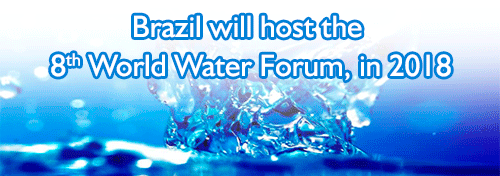 Brazil will host the
8th World Water Forum, in 2018